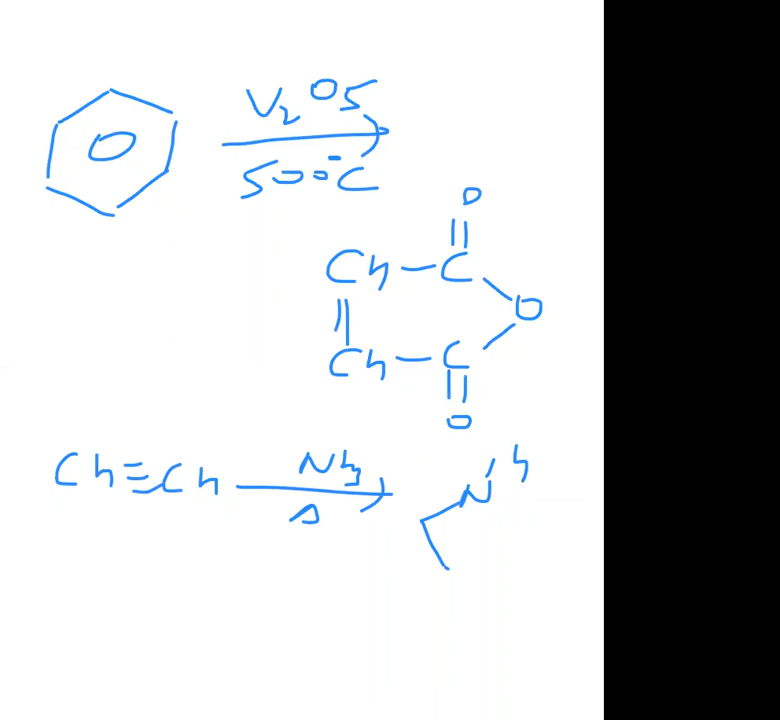 V₂O5
500°C
O
||
Ch — C
|| O
Ch — C
||
O
Ch≡Ch NH3 N h
Δ